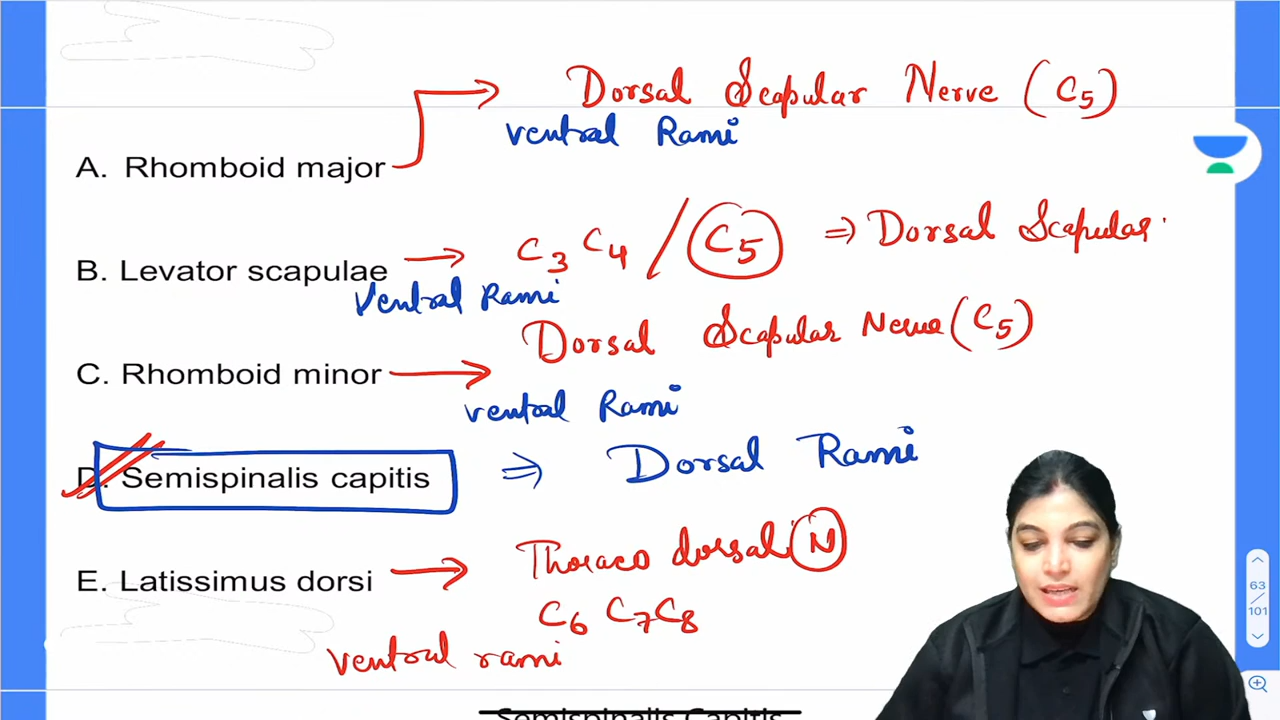 Dorsal Scapular Nerve (C5)
ventral Rami
A. Rhomboid major
C3 C4 / C5 ⇒ Dorsal Scapular
B. Levator scapulae
Ventral Rami
Dorsal Scapular Nerve (C5)
C. Rhomboid minor
ventral Rami
D. Semispinalis capitis ⇒ Dorsal Rami
Thoraco dorsal N
E. Latissimus dorsi
C6 C7 C8
ventral rami
63
101
Semispinalis Capitis